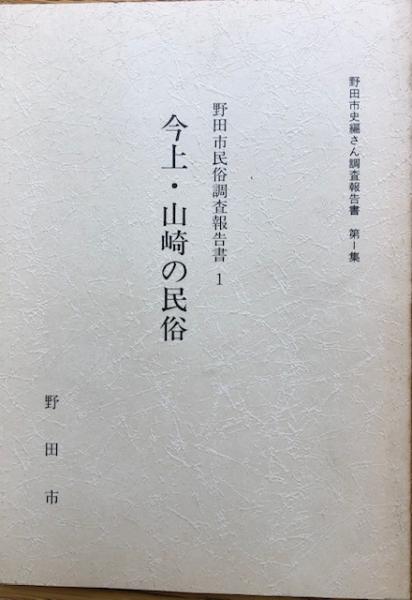 野田市史編さん調査報告書 第1集
野田市民俗調査報告書 1
今上・山崎の民俗
野田市